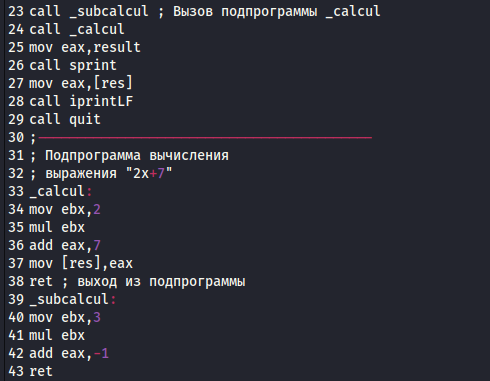 23 call _subcalcul ; Вызов подпрограммы _calcul
24 call _calcul
25 mov eax,result
26 call sprint
27 mov eax,[res]
28 call iprintLF
29 call quit
30 ;------------------------------------------
31 ; Подпрограмма вычисления
32 ; выражения "2x+7"
33 _calcul:
34 mov ebx,2
35 mul ebx
36 add eax,7
37 mov [res],eax
38 ret ; выход из подпрограммы
39 _subcalcul:
40 mov ebx,3
41 mul ebx
42 add eax,-1
43 ret